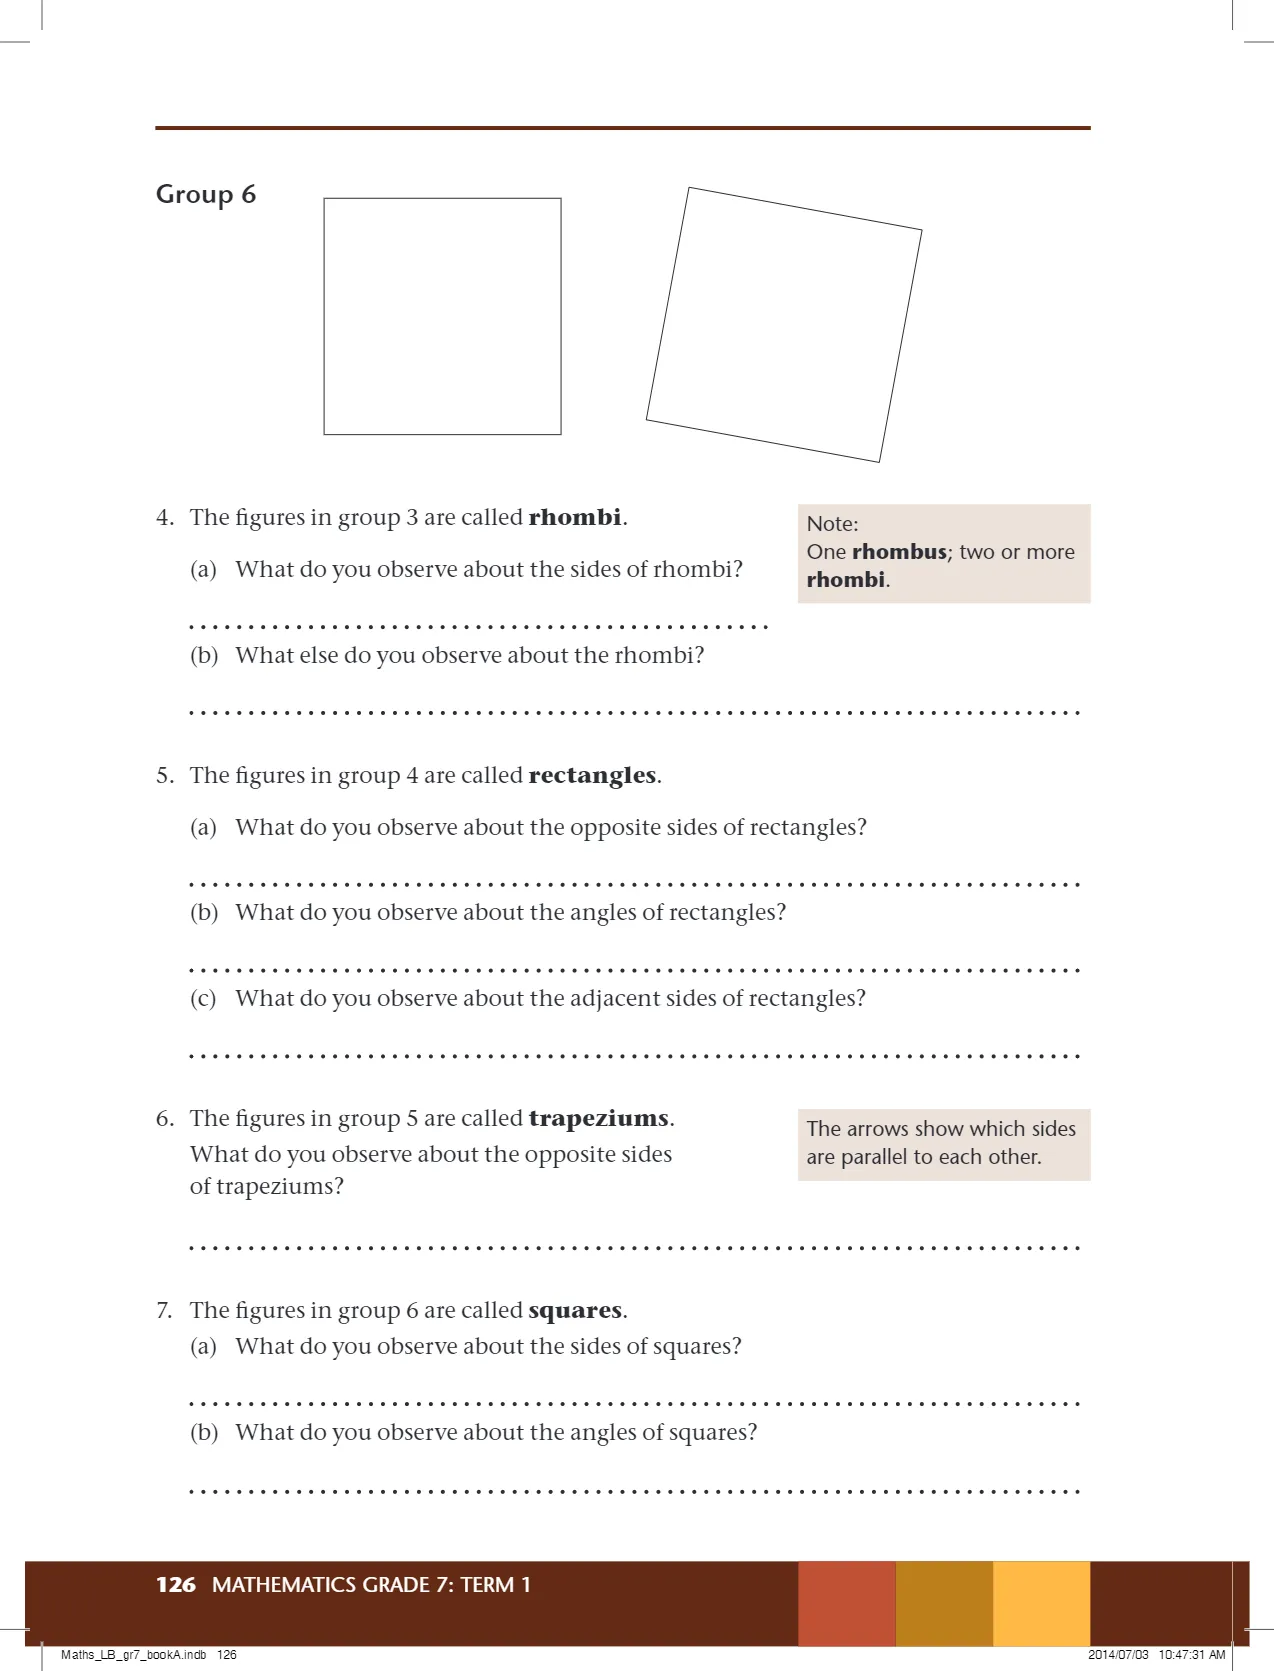 Group 6
4. The figures in group 3 are called rhombi.
Note:
One rhombus; two or more
rhombi.
(a) What do you observe about the sides of rhombi?
(b) What else do you observe about the rhombi?
5. The figures in group 4 are called rectangles.
(a) What do you observe about the opposite sides of rectangles?
(b) What do you observe about the angles of rectangles?
(c) What do you observe about the adjacent sides of rectangles?
6. The figures in group 5 are called trapeziums.
What do you observe about the opposite sides
of trapeziums?
The arrows show which sides
are parallel to each other.
7. The figures in group 6 are called squares.
(a) What do you observe about the sides of squares?
(b) What do you observe about the angles of squares?
126 MATHEMATICS GRADE 7: TERM 1
Maths_LB_gr7_bookA.indb 126
2014/07/03 10:47:31 AM